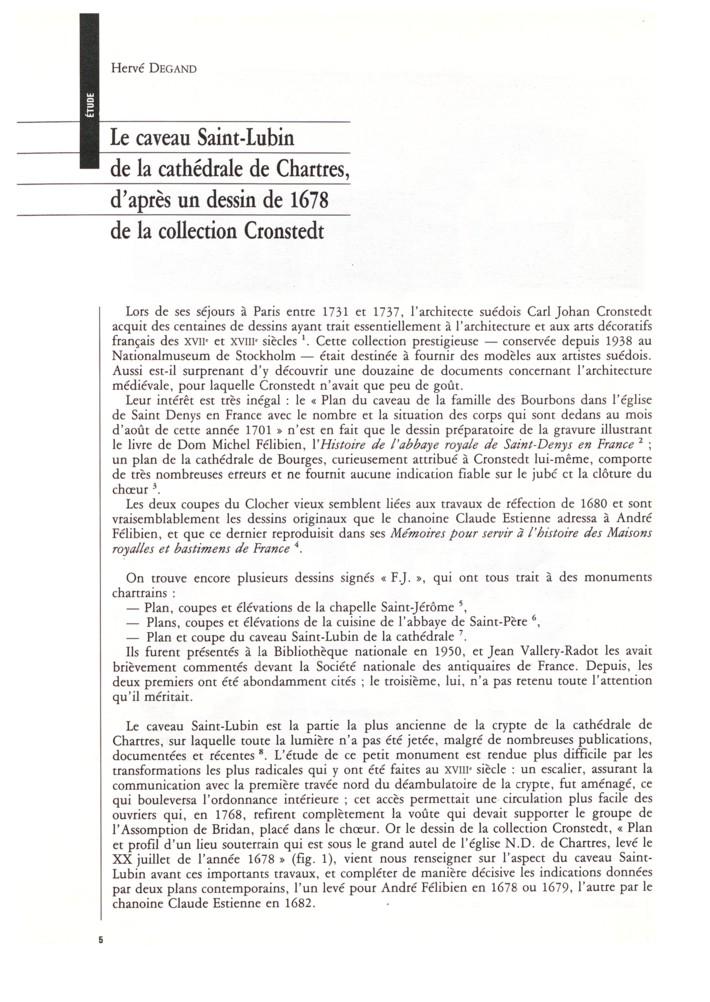 Hervé DEGAND
ÉTUDE
Le caveau Saint-Lubin
de la cathédrale de Chartres,
d'après un dessin de 1678
de la collection Cronstedt
Lors de ses séjours à Paris entre 1731 et 1737, l'architecte suédois Carl Johan Cronstedt
acquit des centaines de dessins ayant trait essentiellement à l'architecture et aux arts décoratifs
français des XVIIe et XVIIIe siècles 1. Cette collection prestigieuse — conservée depuis 1938 au
Nationalmuseum de Stockholm — était destinée à fournir des modèles aux artistes suédois.
Aussi est-il surprenant d'y découvrir une douzaine de documents concernant l'architecture
médiévale, pour laquelle Cronstedt n'avait que peu de goût.
Leur intérêt est très inégal : le « Plan du caveau de la famille des Bourbons dans l'église
de Saint Denys en France avec le nombre et la situation des corps qui sont dedans au mois
d'août de cette année 1701 » n'est en fait que le dessin préparatoire de la gravure illustrant
le livre de Dom Michel Félibien, l'Histoire de l'abbaye royale de Saint-Denys en France 2 ;
un plan de la cathédrale de Bourges, curieusement attribué à Cronstedt lui-même, comporte
de très nombreuses erreurs et ne fournit aucune indication fiable sur le jubé et la clôture du
chœur 3.
Les deux coupes du Clocher vieux semblent liées aux travaux de réfection de 1680 et sont
vraisemblablement les dessins originaux que le chanoine Claude Estienne adressa à André
Félibien, et que ce dernier reproduisit dans ses Mémoires pour servir à l'histoire des Maisons
royalles et bastimens de France 4.
On trouve encore plusieurs dessins signés « F.J. », qui ont tous trait à des monuments
chartrains :
— Plan, coupes et élévations de la chapelle Saint-Jérôme 5,
— Plans, coupes et élévations de la cuisine de l'abbaye de Saint-Père 6,
— Plan et coupe du caveau Saint-Lubin de la cathédrale 7.
Ils furent présentés à la Bibliothèque nationale en 1950, et Jean Vallery-Radot les avait
brièvement commentés devant la Société nationale des antiquaires de France. Depuis, les
deux premiers ont été abondamment cités ; le troisième, lui, n'a pas retenu toute l'attention
qu'il méritait.
Le caveau Saint-Lubin est la partie la plus ancienne de la crypte de la cathédrale de
Chartres, sur laquelle toute la lumière n'a pas été jetée, malgré de nombreuses publications,
documentées et récentes 8. L'étude de ce petit monument est rendue plus difficile par les
transformations les plus radicales qui y ont été faites au XVIIIe siècle : un escalier, assurant la
communication avec la première travée nord du déambulatoire de la crypte, fut aménagé, ce
qui bouleversa l'ordonnance intérieure ; cet accès permettait une circulation plus facile des
ouvriers qui, en 1768, refirent complètement la voûte qui devait supporter le groupe de
l'Assomption de Bridan, placé dans le chœur. Or le dessin de la collection Cronstedt, « Plan
et profil d'un lieu souterrain qui est sous le grand autel de l'église N.D. de Chartres, levé le
XX juillet de l'année 1678 » (fig. 1), vient nous renseigner sur l'aspect du caveau Saint-
Lubin avant ces importants travaux, et compléter de manière décisive les indications données
par deux plans contemporains, l'un levé pour André Félibien en 1678 ou 1679, l'autre par le
chanoine Claude Estienne en 1682.
5